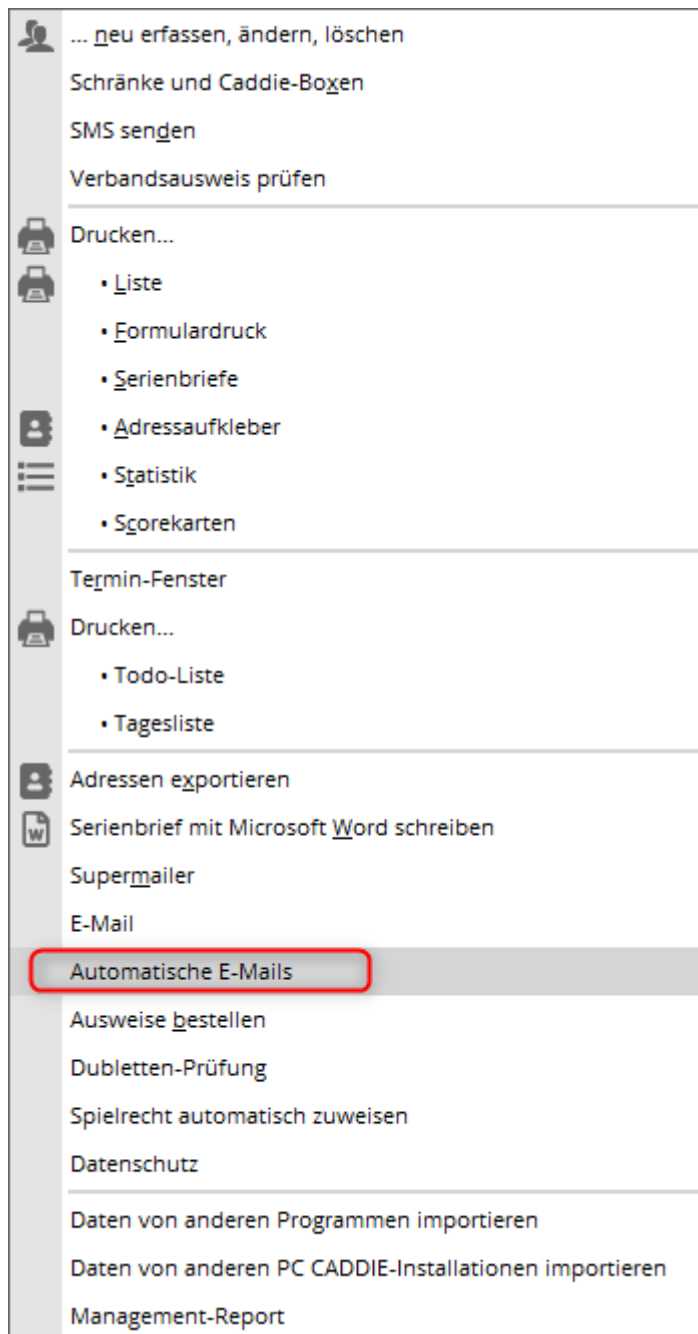 ... neu erfassen, ändern, löschen
Schränke und Caddie-Boxen
SMS senden
Verbandsausweis prüfen
Drucken...
• Liste
• Formulardruck
• Serienbriefe
• Adressaufkleber
• Statistik
• Scorekarten
Termin-Fenster
Drucken...
• Todo-Liste
• Tagesliste
Adressen exportieren
Serienbrief mit Microsoft Word schreiben
Supermailer
E-Mail
Automatische E-Mails
Ausweise bestellen
Dubletten-Prüfung
Spielrecht automatisch zuweisen
Datenschutz
Daten von anderen Programmen importieren
Daten von anderen PC CADDIE-Installationen importieren
Management-Report